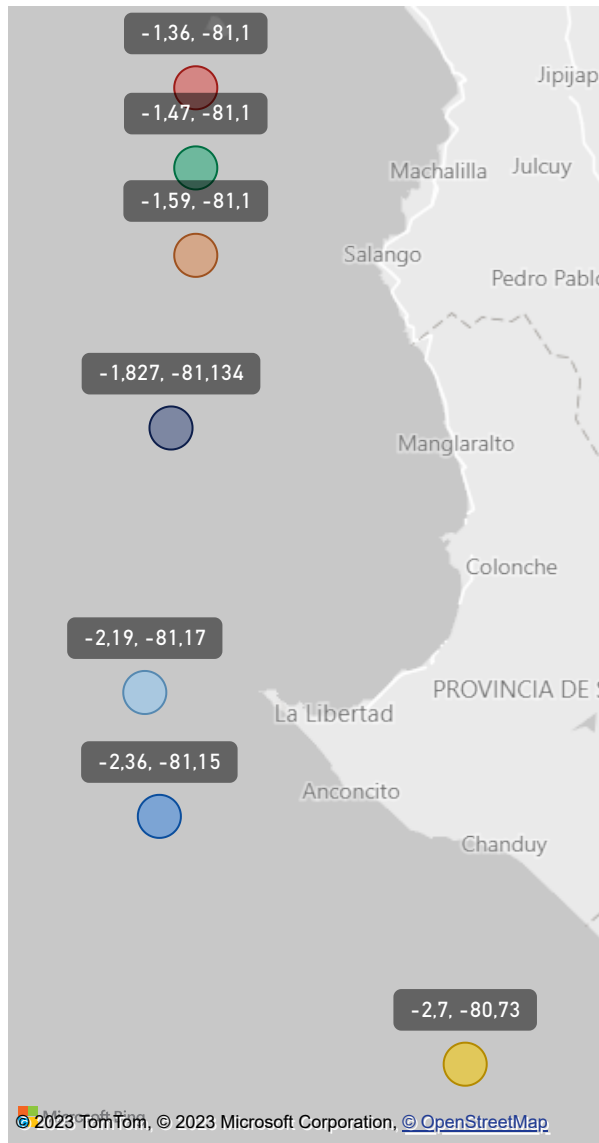 -1,36, -81,1
Jipijap
-1,47, -81,1
Machalilla
Julcuy
-1,59, -81,1
Salango
Pedro Pablo
-1,827, -81,134
Manglaralto
Colonche
-2,19, -81,17
PROVINCIA DE S
La Libertad
-2,36, -81,15
Anconcito
Chanduy
-2,7, -80,73
Microsoft Bing
© 2023 TomTom, © 2023 Microsoft Corporation, © OpenStreetMap